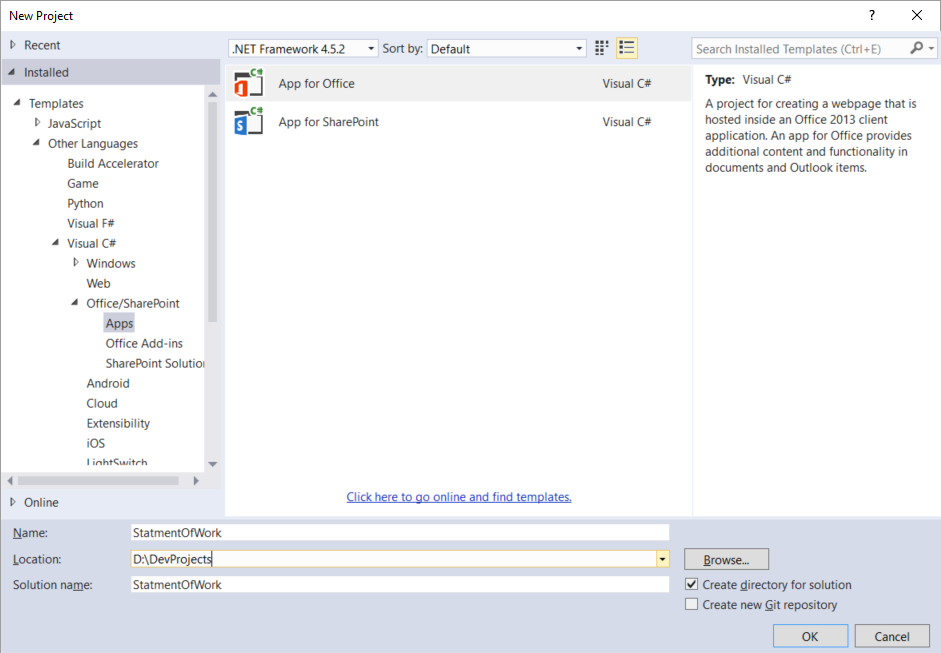 New Project
?
Recent
Installed
Templates
JavaScript
Other Languages
Build Accelerator
Game
Python
Visual F#
Visual C#
Windows
Web
Office/SharePoint
Apps
Office Add-ins
SharePoint Solution
Android
Cloud
Extensibility
iOS
LightSwitch
Online
.NET Framework 4.5.2
Sort by: Default
Search Installed Templates (Ctrl+E)
C# App for Office Visual C#
C# App for SharePoint Visual C#
Click here to go online and find templates.
Type: Visual C#
A project for creating a webpage that is
hosted inside an Office 2013 client
application. An app for Office provides
additional content and functionality in
documents and Outlook items.
Name: StatmentOfWork
Location: D:\DevProjects
Browse...
Solution name: StatmentOfWork
Create directory for solution
Create new Git repository
OK Cancel